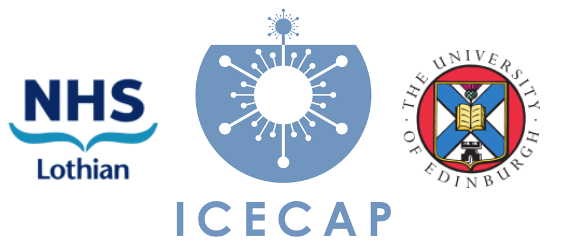 NHS
Lothian
ICECAP
THE UNIVERSITY
OF EDINBURGH